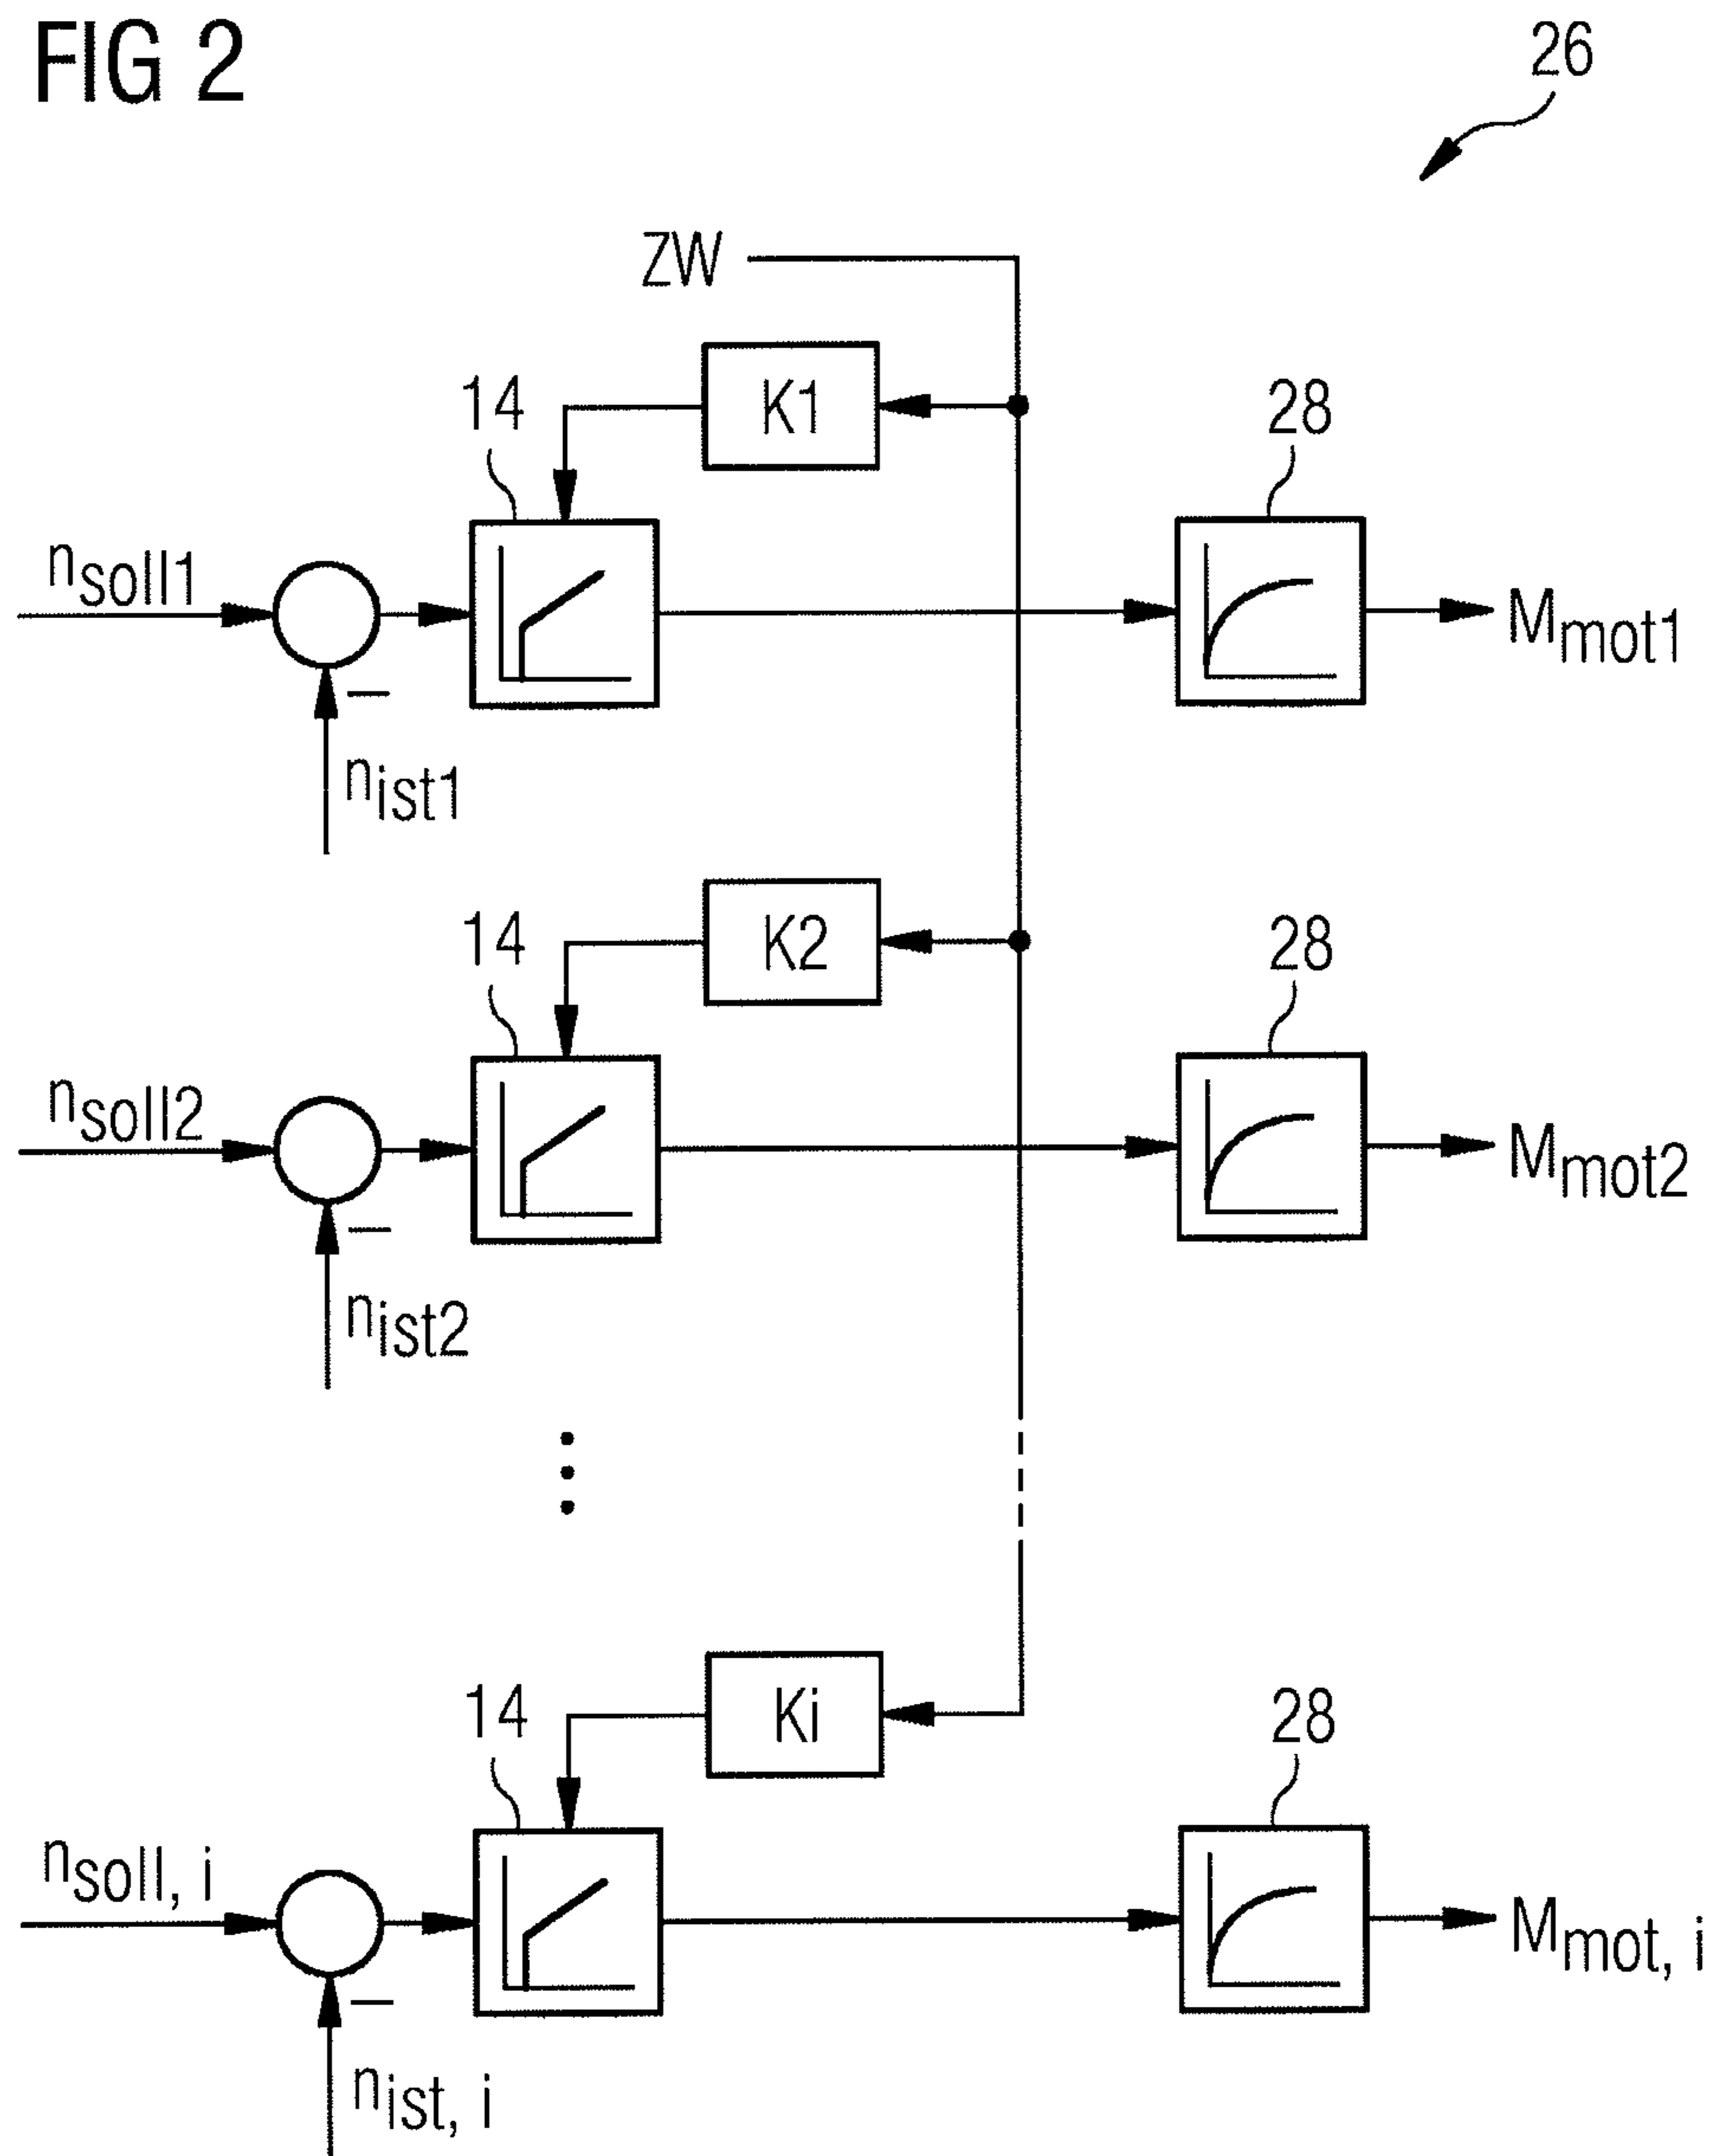 FIG 2
26
ZW
K1
14
28
nsoll1
Mmot1
–
nist1
K2
14
28
nsoll2
Mmot2
–
nist2
Ki
14
28
nsoll, i
Mmot, i
–
nist, i